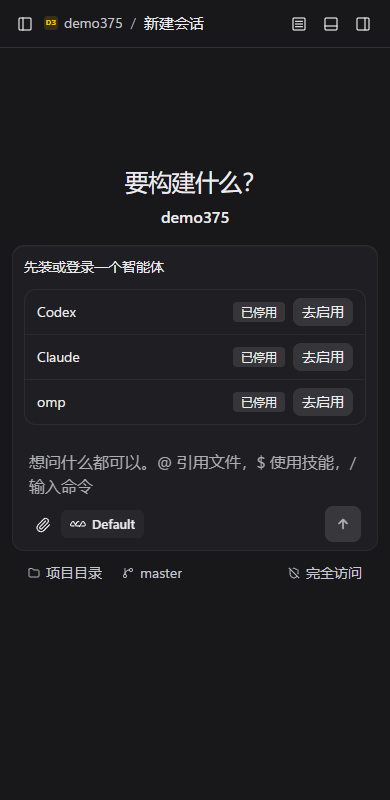 D3 demo375 / 新建会话
要构建什么？
demo375
先装或登录一个智能体
Codex 已停用 去启用
Claude 已停用 去启用
omp 已停用 去启用
想问什么都可以。@ 引用文件，$ 使用技能，/
输入命令
Default
项目目录 master 完全访问